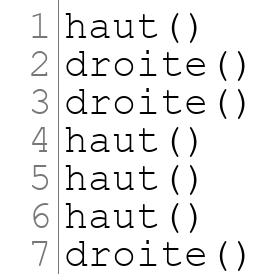 1 haut()
2 droite()
3 droite()
4 haut()
5 haut()
6 haut()
7 droite()